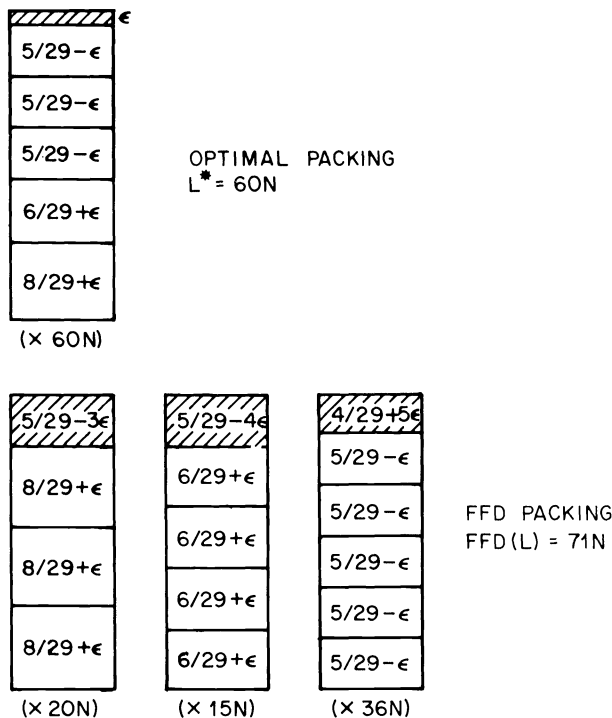 ϵ
5/29-ϵ
5/29-ϵ
5/29-ϵ
6/29+ϵ
8/29+ϵ
(× 60N)
OPTIMAL PACKING
L* = 60N
5/29-3ϵ
8/29+ϵ
8/29+ϵ
8/29+ϵ
(× 20N)
5/29-4ϵ
6/29+ϵ
6/29+ϵ
6/29+ϵ
6/29+ϵ
(× 15N)
4/29+5ϵ
5/29-ϵ
5/29-ϵ
5/29-ϵ
5/29-ϵ
5/29-ϵ
(× 36N)
FFD PACKING
FFD(L) = 71N